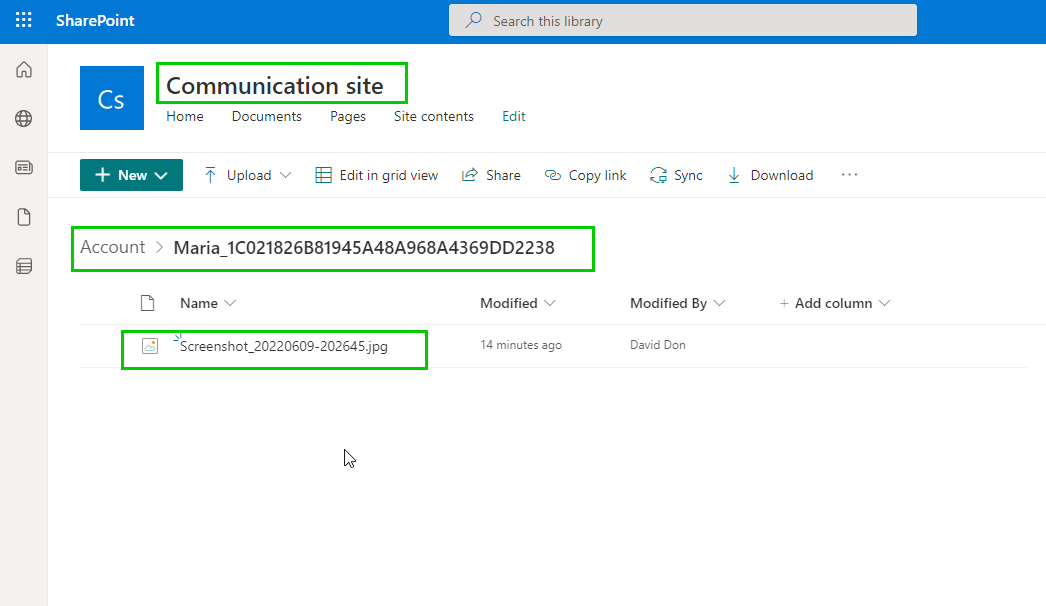 SharePoint
Search this library
Cs
Communication site
Home Documents Pages Site contents Edit
New Upload Edit in grid view Share Copy link Sync Download ...
Account > Maria_1C021826B81945A48A968A4369DD2238
Name Modified Modified By + Add column
Screenshot_20220609-202645.jpg 14 minutes ago David Don